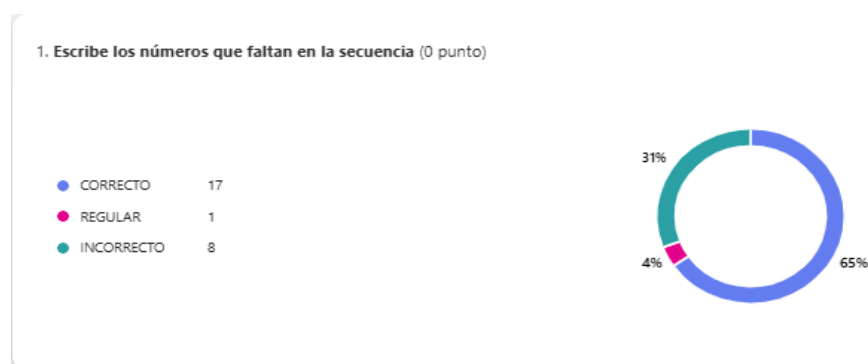 1. Escribe los números que faltan en la secuencia (0 punto)
CORRECTO 17
REGULAR 1
INCORRECTO 8
31%
4%
65%